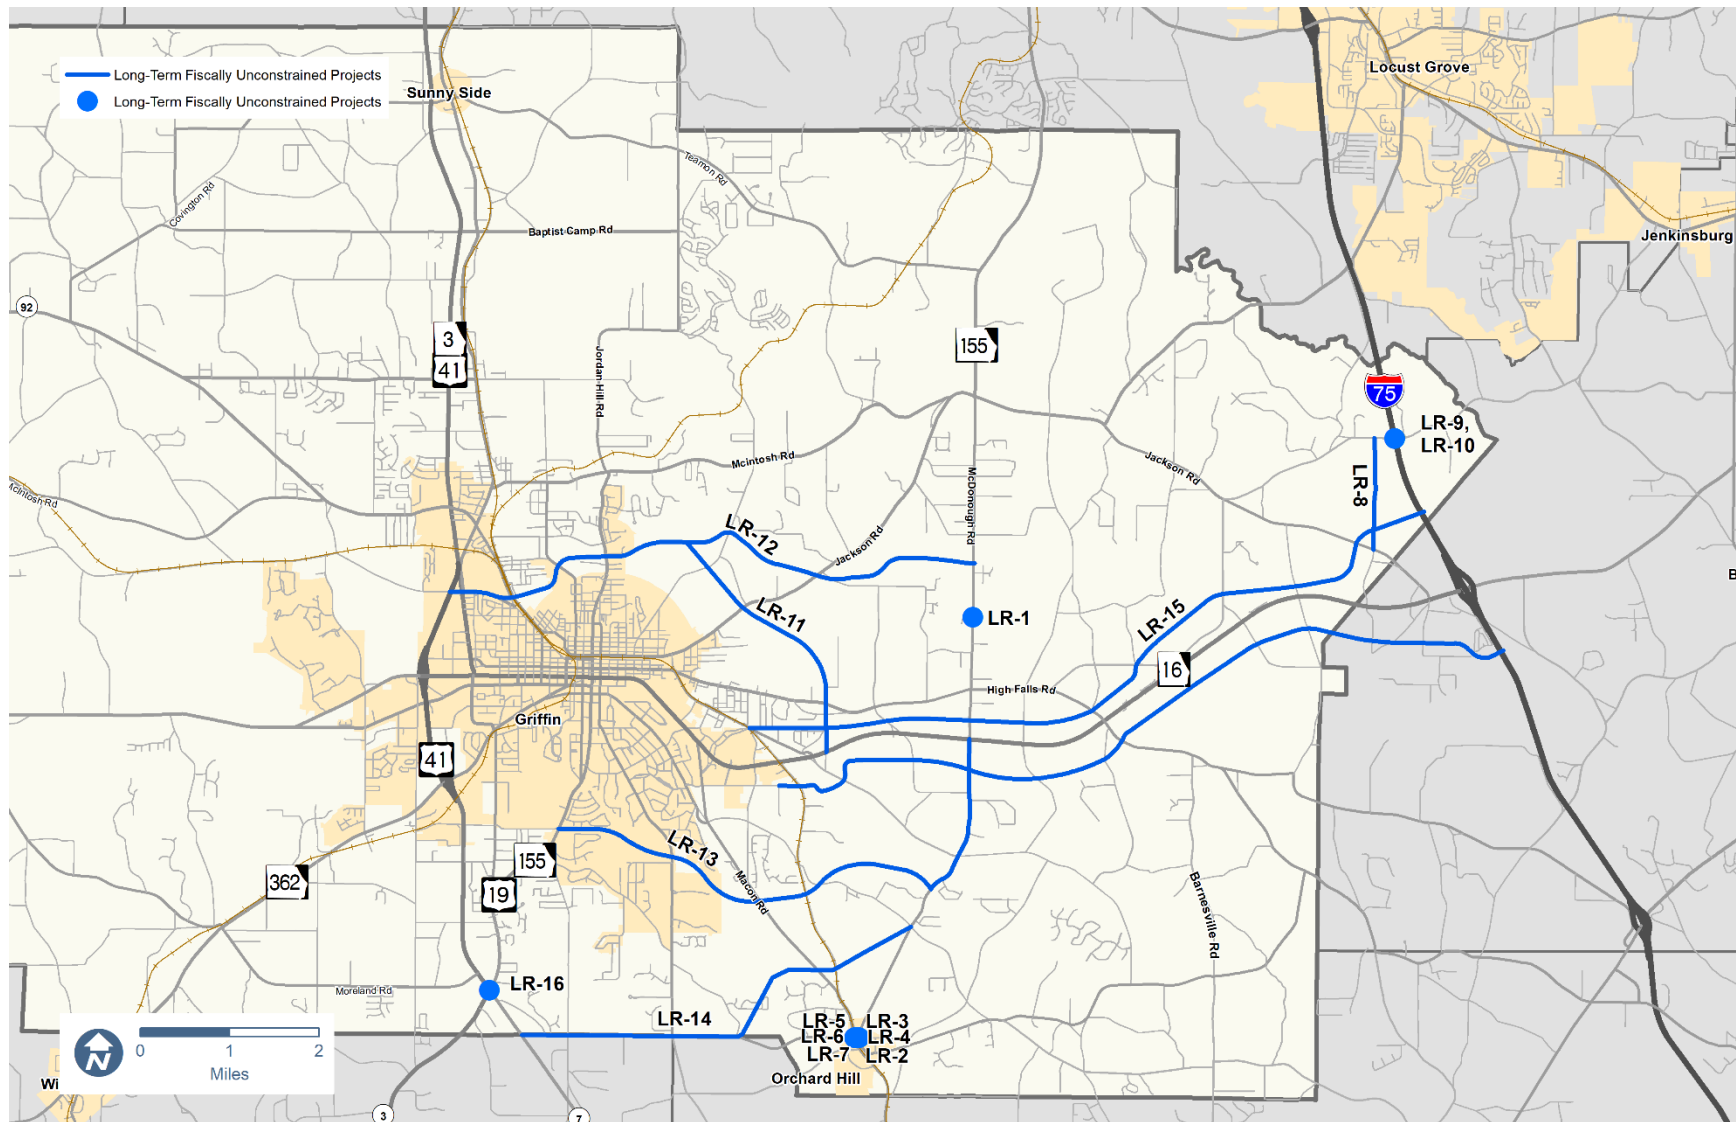 Long-Term Fiscally Unconstrained Projects
Long-Term Fiscally Unconstrained Projects
Sunny Side
Locust Grove
Teamon Rd
Covington Rd
Baptist Camp Rd
Jenkinsburg
92
3
41
155
Jordan Hill Rd
75
LR-9,
LR-10
Mcintosh Rd
Jackson Rd
McDonough Rd
LR-8
Mcintosh Rd
LR-12
Jackson Rd
LR-11
LR-1
LR-15
16
High Falls Rd
Griffin
41
LR-13
155
362
19
Macon Rd
Barnesville Rd
LR-16
Moreland Rd
LR-14
LR-5
LR-3
LR-6
LR-4
LR-7
LR-2
Orchard Hill
N
0 1 2
Miles
Wi
3
7
B